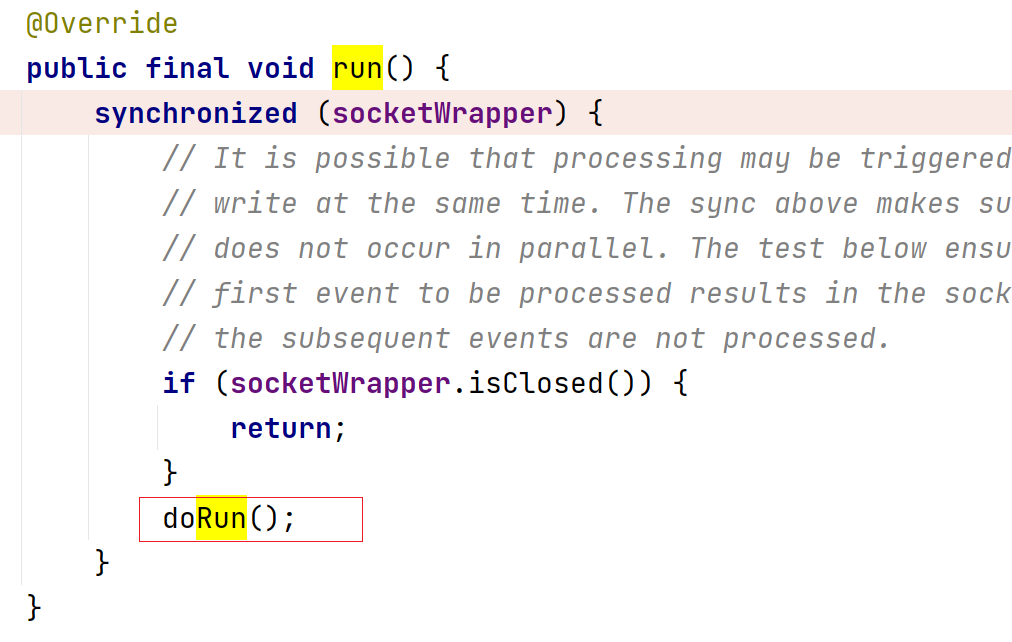 @Override
public final void run() {
synchronized (socketWrapper) {
// It is possible that processing may be triggered
// write at the same time. The sync above makes su
// does not occur in parallel. The test below ensu
// first event to be processed results in the sock
// the subsequent events are not processed.
if (socketWrapper.isClosed()) {
return;
}
doRun();
}
}